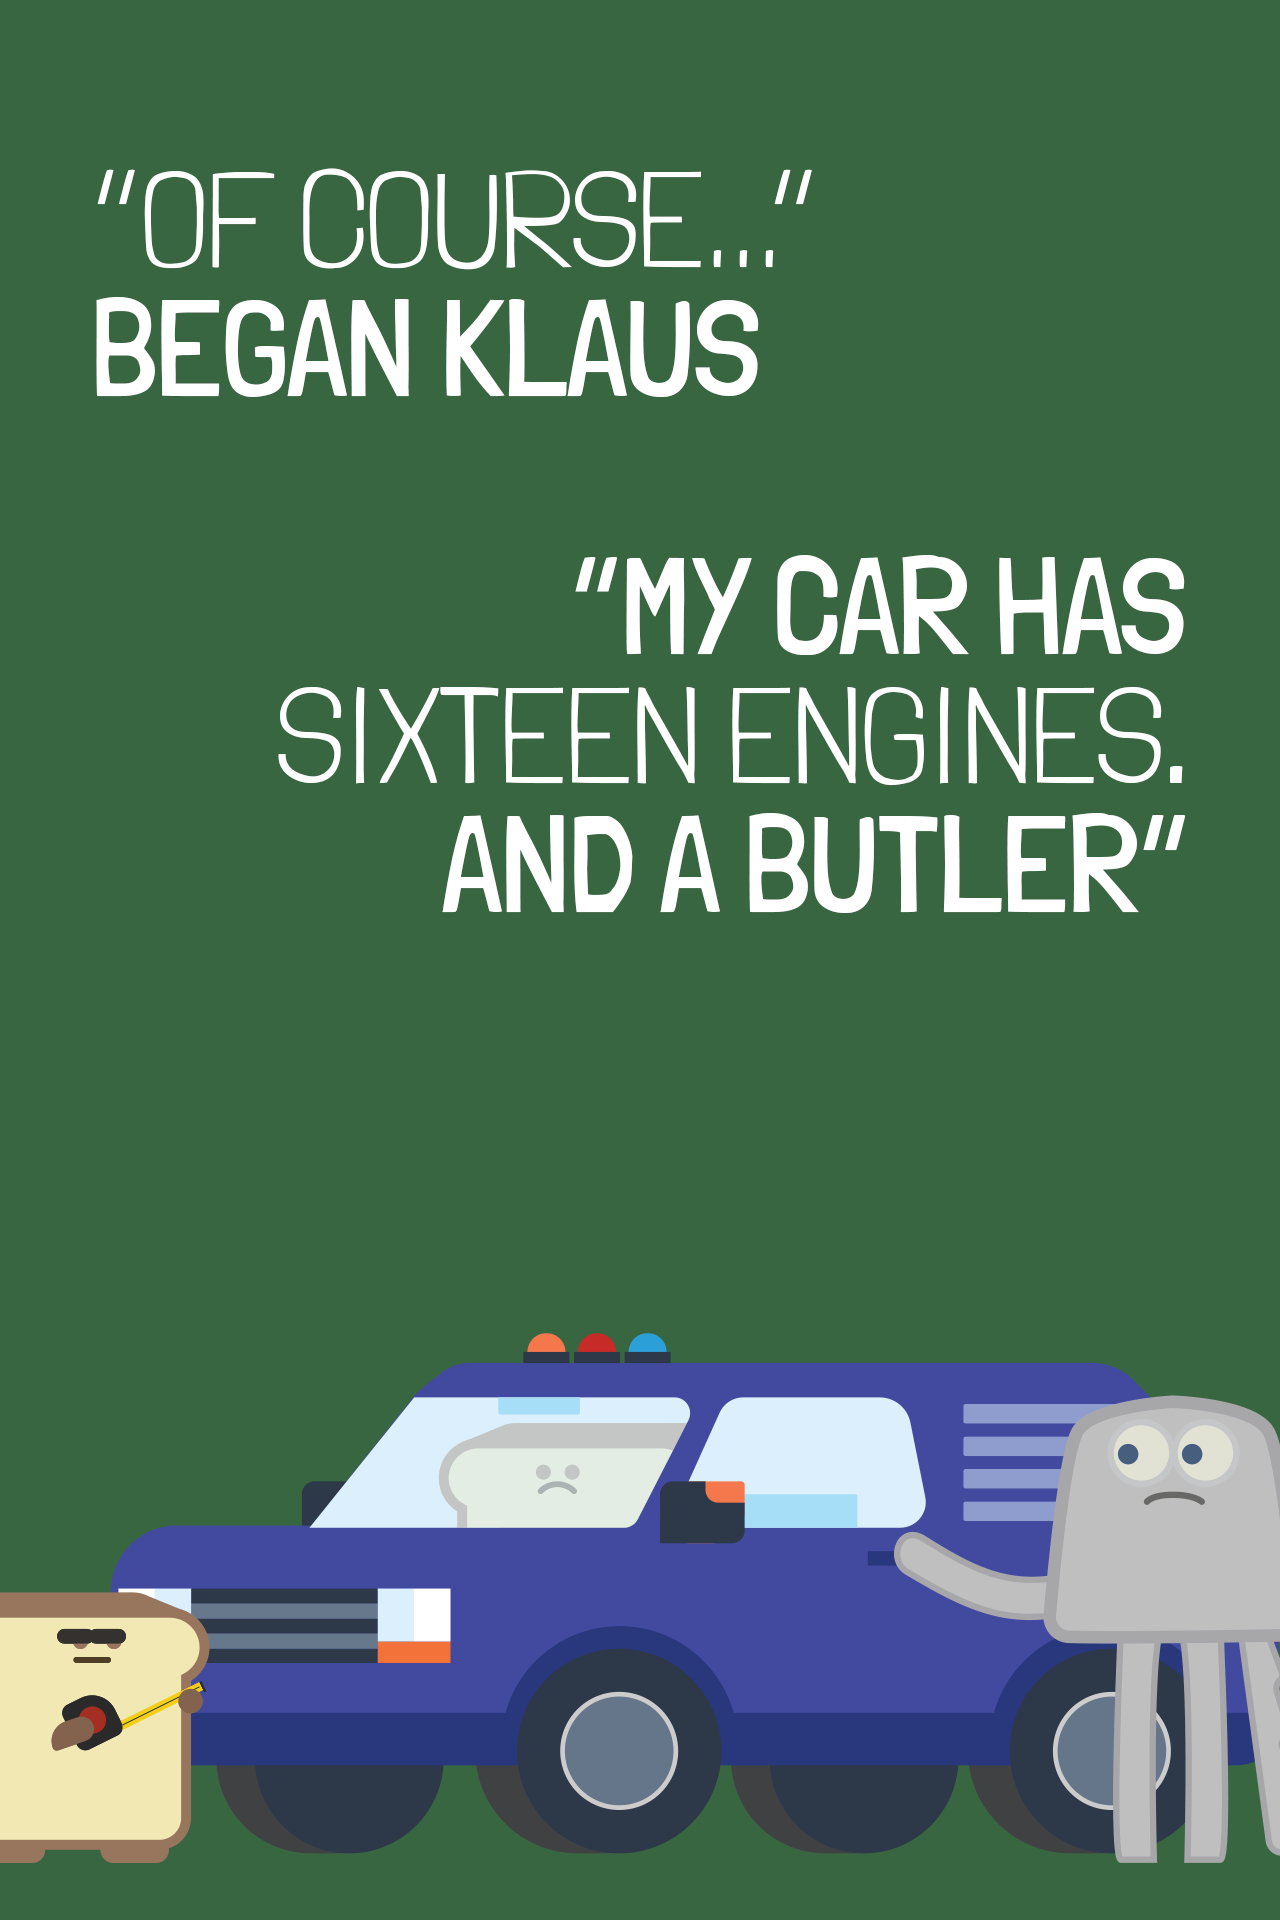 "OF COURSE..."
BEGAN KLAUS
"MY CAR HAS
SIXTEEN ENGINES.
AND A BUTLER"